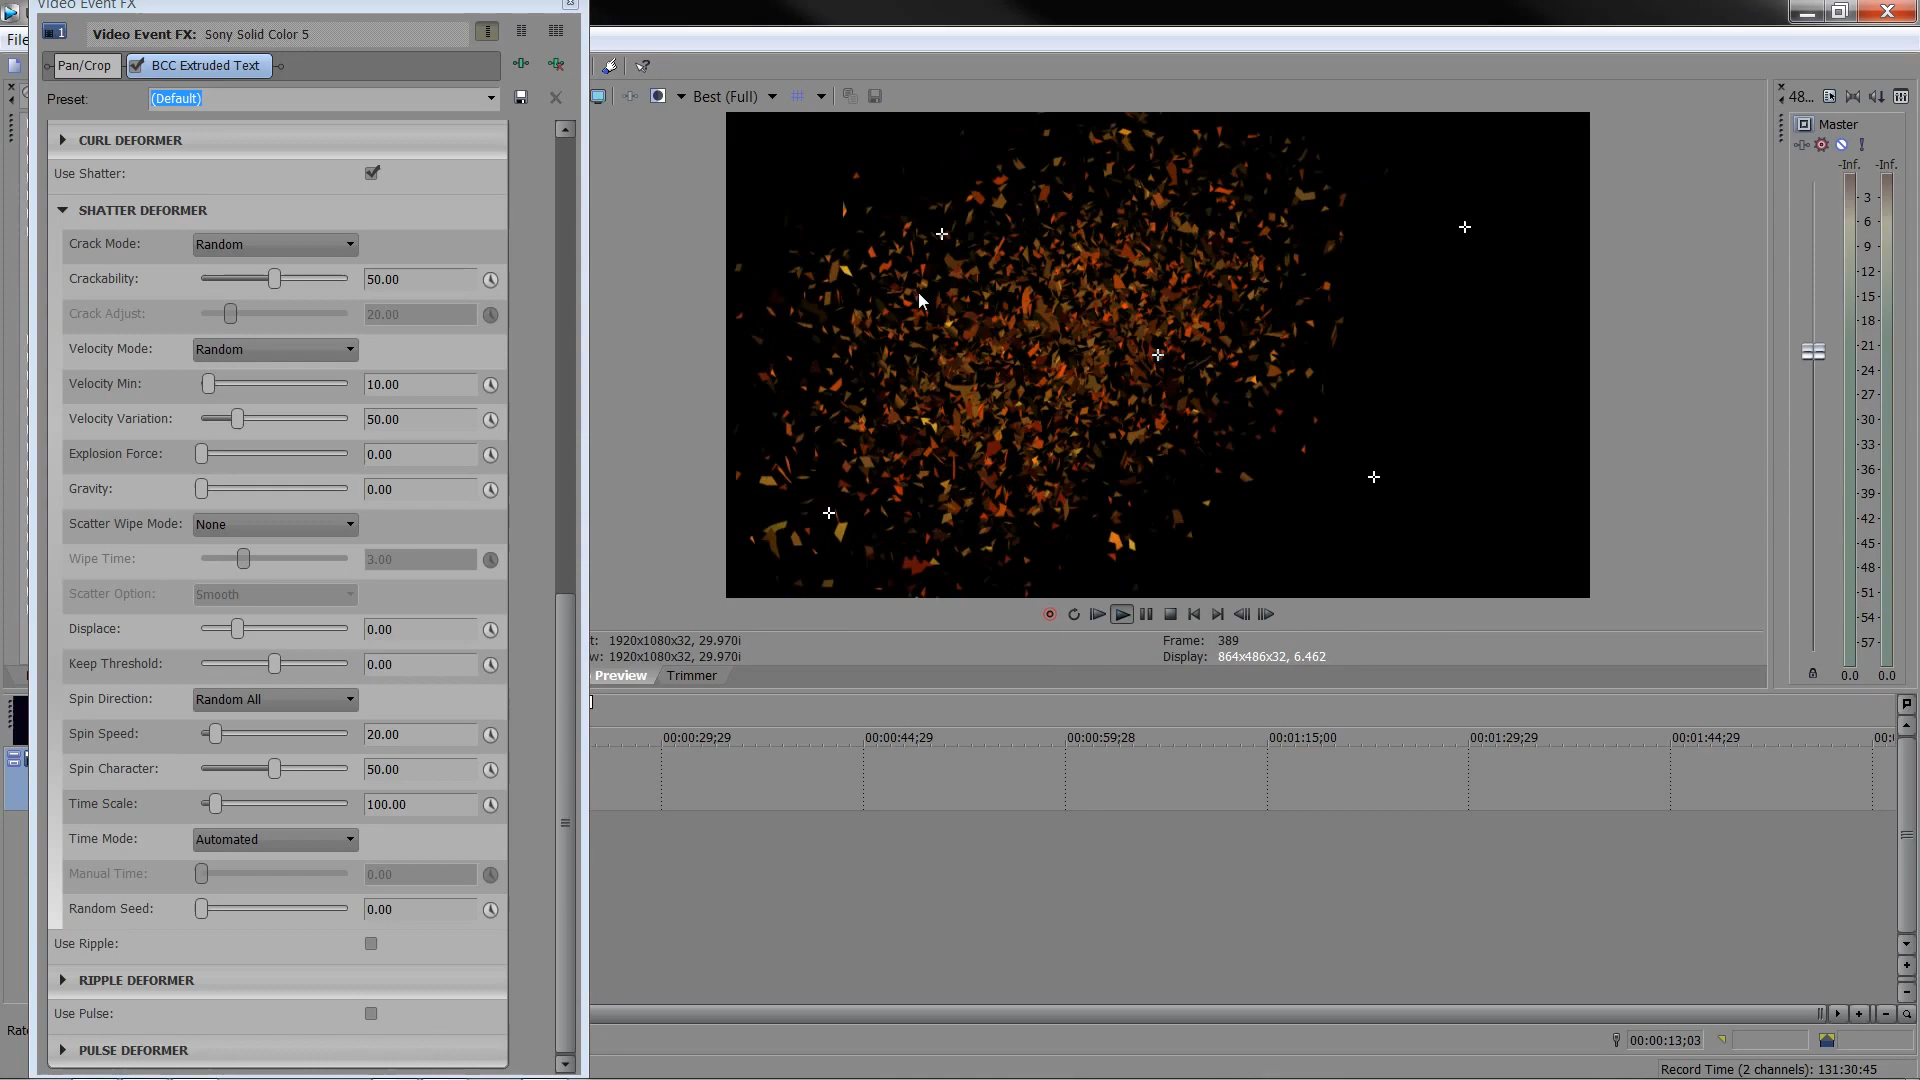 Video Event FX
File
1
Video Event FX: Sony Solid Color 5
Pan/Crop
BCC Extruded Text
Preset:
(Default)
Best (Full)
48...
CURL DEFORMER
Use Shatter:
SHATTER DEFORMER
Crack Mode:
Random
Crackability:
50.00
Crack Adjust:
20.00
Velocity Mode:
Random
Velocity Min:
10.00
Velocity Variation:
50.00
Explosion Force:
0.00
Gravity:
0.00
Scatter Wipe Mode:
None
Wipe Time:
3.00
Scatter Option:
Smooth
Displace:
0.00
Keep Threshold:
0.00
Spin Direction:
Random All
Spin Speed:
20.00
Spin Character:
50.00
Time Scale:
100.00
Time Mode:
Automated
Manual Time:
0.00
Random Seed:
0.00
Use Ripple:
RIPPLE DEFORMER
Use Pulse:
PULSE DEFORMER
t: 1920x1080x32, 29.970i
w: 1920x1080x32, 29.970i
Frame: 389
Display: 864x486x32, 6.462
Preview
Trimmer
Master
-Inf. -Inf.
3
6
9
-12-
-15-
-18-
-21-
-24-
-27-
-30-
-33-
-36-
-39-
-42-
-45-
-48-
-51-
-54-
-57-
0.0 0.0
00:00:29;29
00:00:44;29
00:00:59;28
00:01:15;00
00:01:29;29
00:01:44;29
00:
Rate
00:00:13;03
Record Time (2 channels): 131:30:45